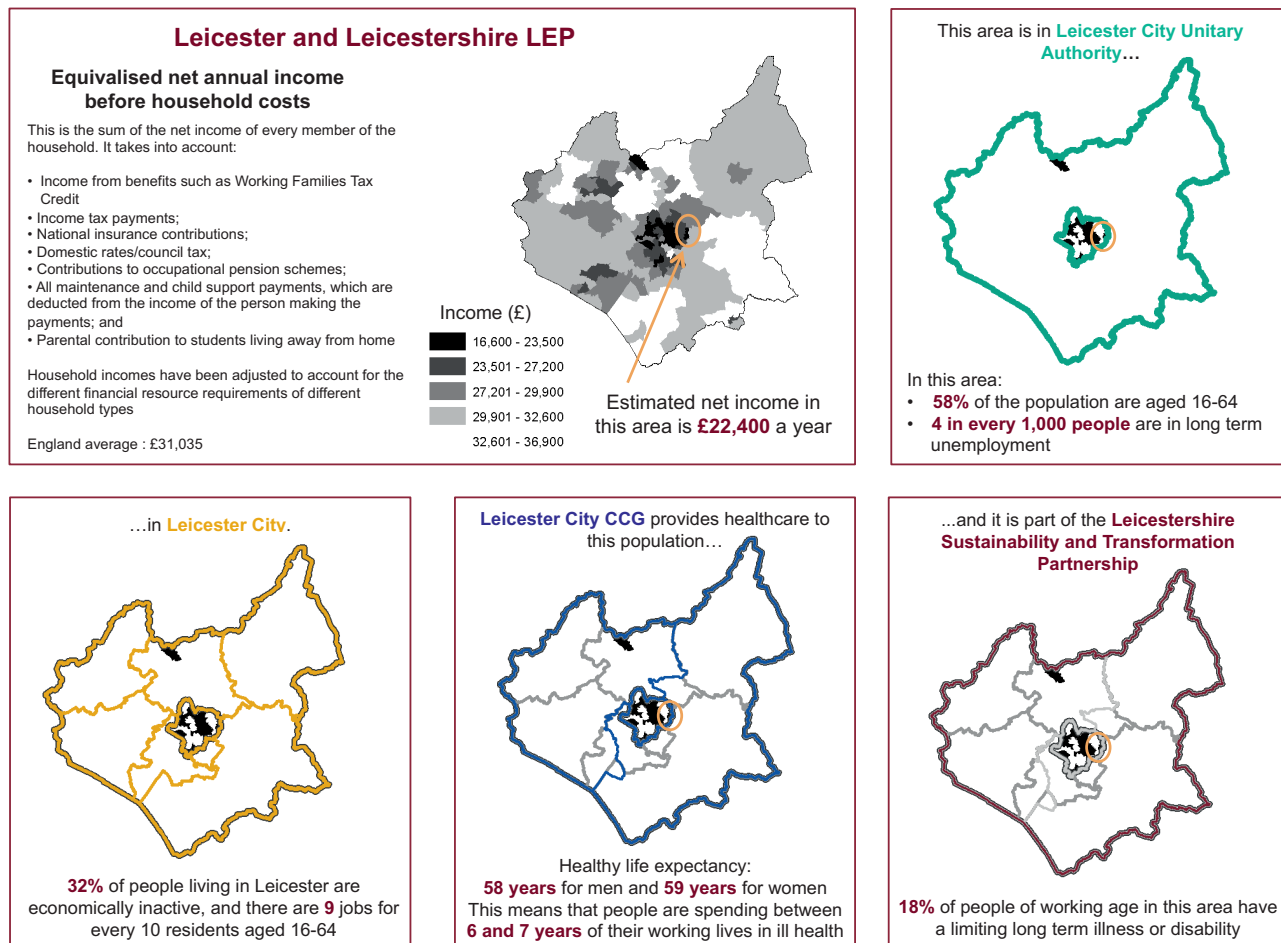 Leicester and Leicestershire LEP
Equivalised net annual income
before household costs
This is the sum of the net income of every member of the
household. It takes into account:
• Income from benefits such as Working Families Tax
Credit
• Income tax payments;
• National insurance contributions;
• Domestic rates/council tax;
• Contributions to occupational pension schemes;
• All maintenance and child support payments, which are
deducted from the income of the person making the
payments; and
• Parental contribution to students living away from home
Household incomes have been adjusted to account for the
different financial resource requirements of different
household types
England average : £31,035
Income (£)
16,600 - 23,500
23,501 - 27,200
27,201 - 29,900
29,901 - 32,600
32,601 - 36,900
Estimated net income in
this area is £22,400 a year
This area is in Leicester City Unitary
Authority…
In this area:
• 58% of the population are aged 16-64
• 4 in every 1,000 people are in long term
unemployment
…in Leicester City.
32% of people living in Leicester are
economically inactive, and there are 9 jobs for
every 10 residents aged 16-64
Leicester City CCG provides healthcare to
this population…
Healthy life expectancy:
58 years for men and 59 years for women
This means that people are spending between
6 and 7 years of their working lives in ill health
...and it is part of the Leicestershire
Sustainability and Transformation
Partnership
18% of people of working age in this area have
a limiting long term illness or disability